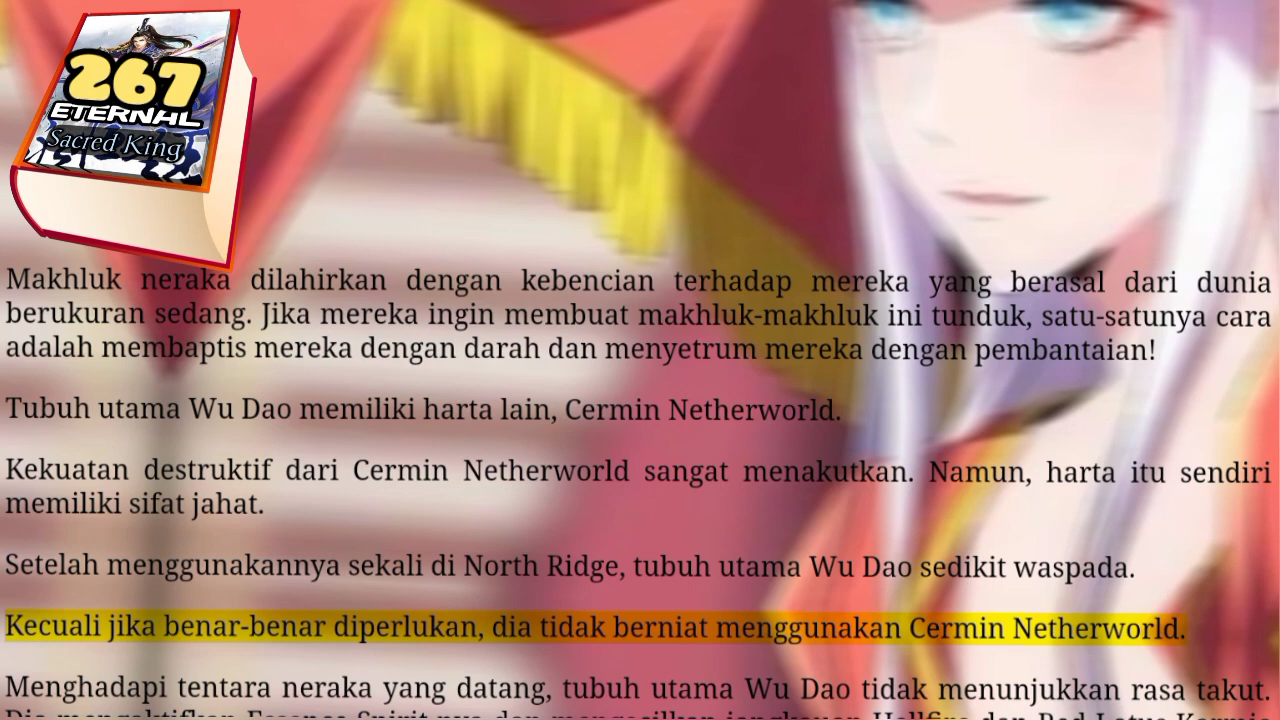 267
ETERNAL
Sacred King
Makhluk neraka dilahirkan dengan kebencian terhadap mereka yang berasal dari dunia
berukuran sedang. Jika mereka ingin membuat makhluk-makhluk ini tunduk, satu-satunya cara
adalah membaptis mereka dengan darah dan menyetrum mereka dengan pembantaian!
Tubuh utama Wu Dao memiliki harta lain, Cermin Netherworld.
Kekuatan destruktif dari Cermin Netherworld sangat menakutkan. Namun, harta itu sendiri
memiliki sifat jahat.
Setelah menggunakannya sekali di North Ridge, tubuh utama Wu Dao sedikit waspada.
Kecuali jika benar-benar diperlukan, dia tidak berniat menggunakan Cermin Netherworld.
Menghadapi tentara neraka yang datang, tubuh utama Wu Dao tidak menunjukkan rasa takut.